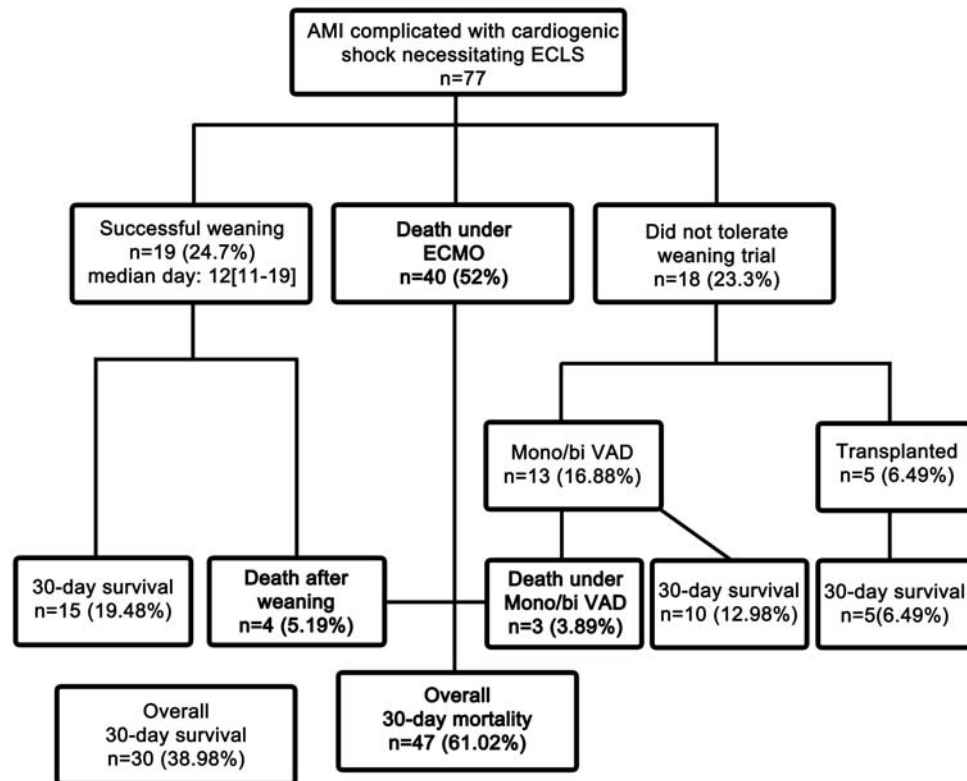 AMI complicated with cardiogenic
shock necessitating ECLS
n=77
Successful weaning
n=19 (24.7%)
median day: 12[11-19]
Death under
ECMO
n=40 (52%)
Did not tolerate
weaning trial
n=18 (23.3%)
Mono/bi VAD
n=13 (16.88%)
Transplanted
n=5 (6.49%)
30-day survival
n=15 (19.48%)
Death after
weaning
n=4 (5.19%)
Death under
Mono/bi VAD
n=3 (3.89%)
30-day survival
n=10 (12.98%)
30-day survival
n=5(6.49%)
Overall
30-day survival
n=30 (38.98%)
Overall
30-day mortality
n=47 (61.02%)